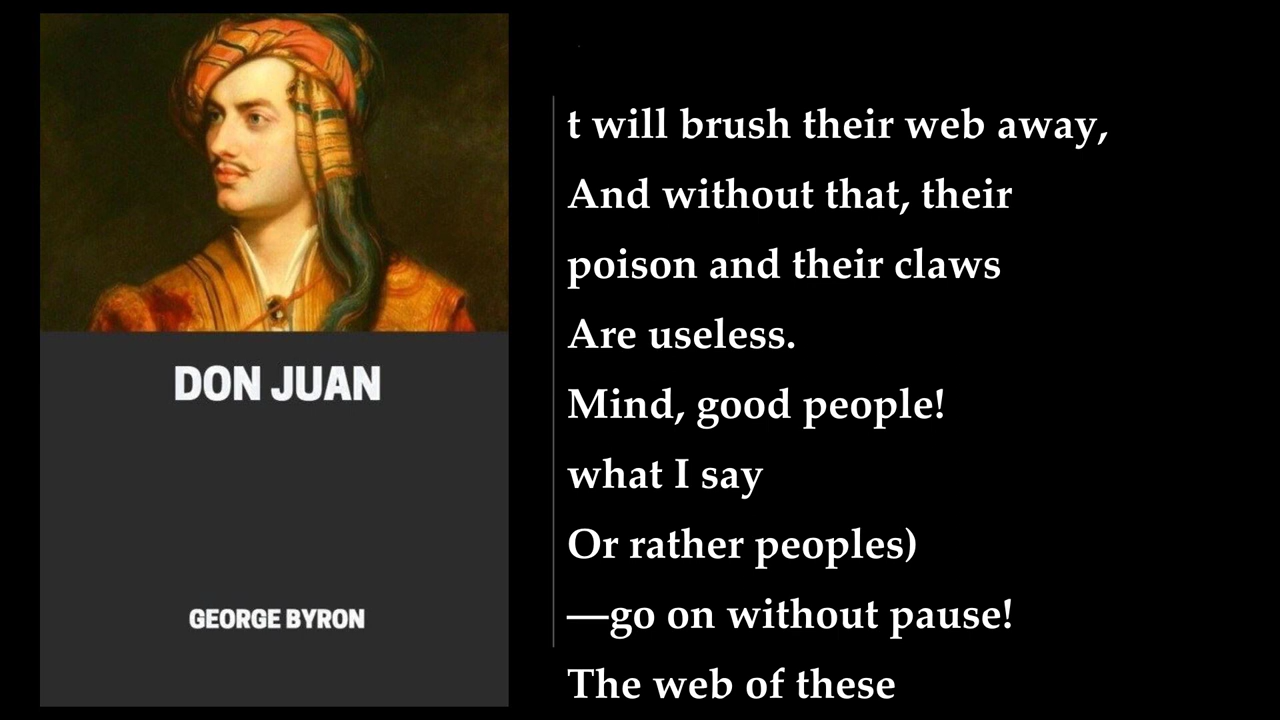 DON JUAN
GEORGE BYRON
t will brush their web away,
And without that, their
poison and their claws
Are useless.
Mind, good people!
what I say
Or rather peoples)
—go on without pause!
The web of these